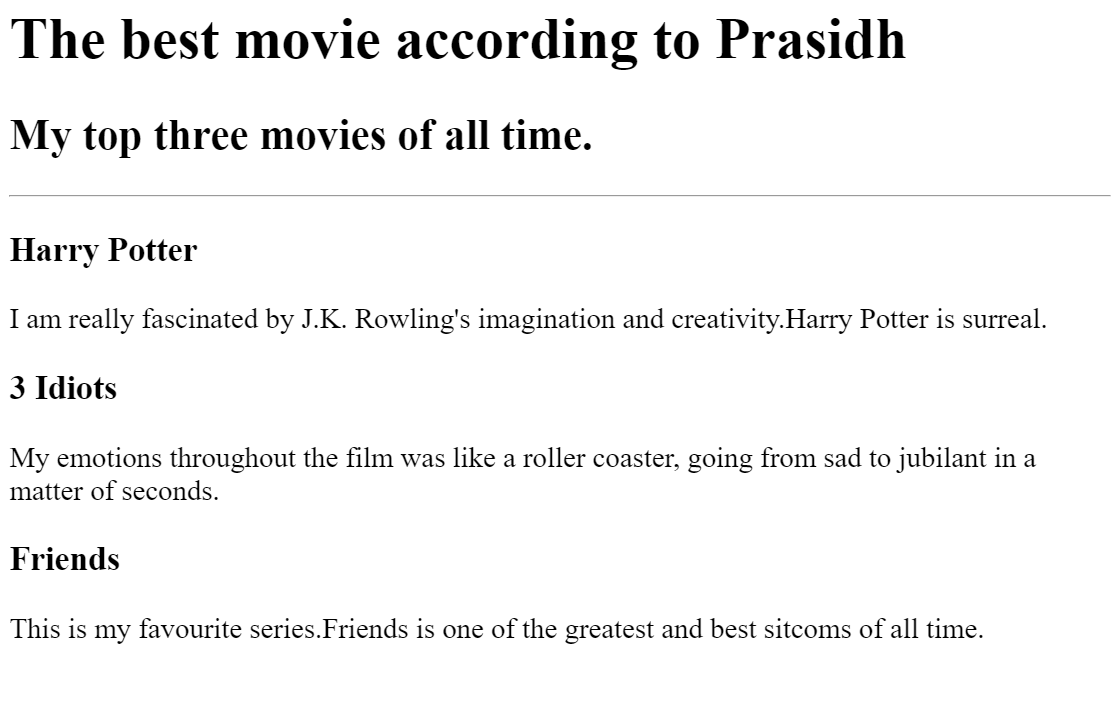 The best movie according to Prasidh
My top three movies of all time.
Harry Potter
I am really fascinated by J.K. Rowling's imagination and creativity.Harry Potter is surreal.
3 Idiots
My emotions throughout the film was like a roller coaster, going from sad to jubilant in a
matter of seconds.
Friends
This is my favourite series.Friends is one of the greatest and best sitcoms of all time.